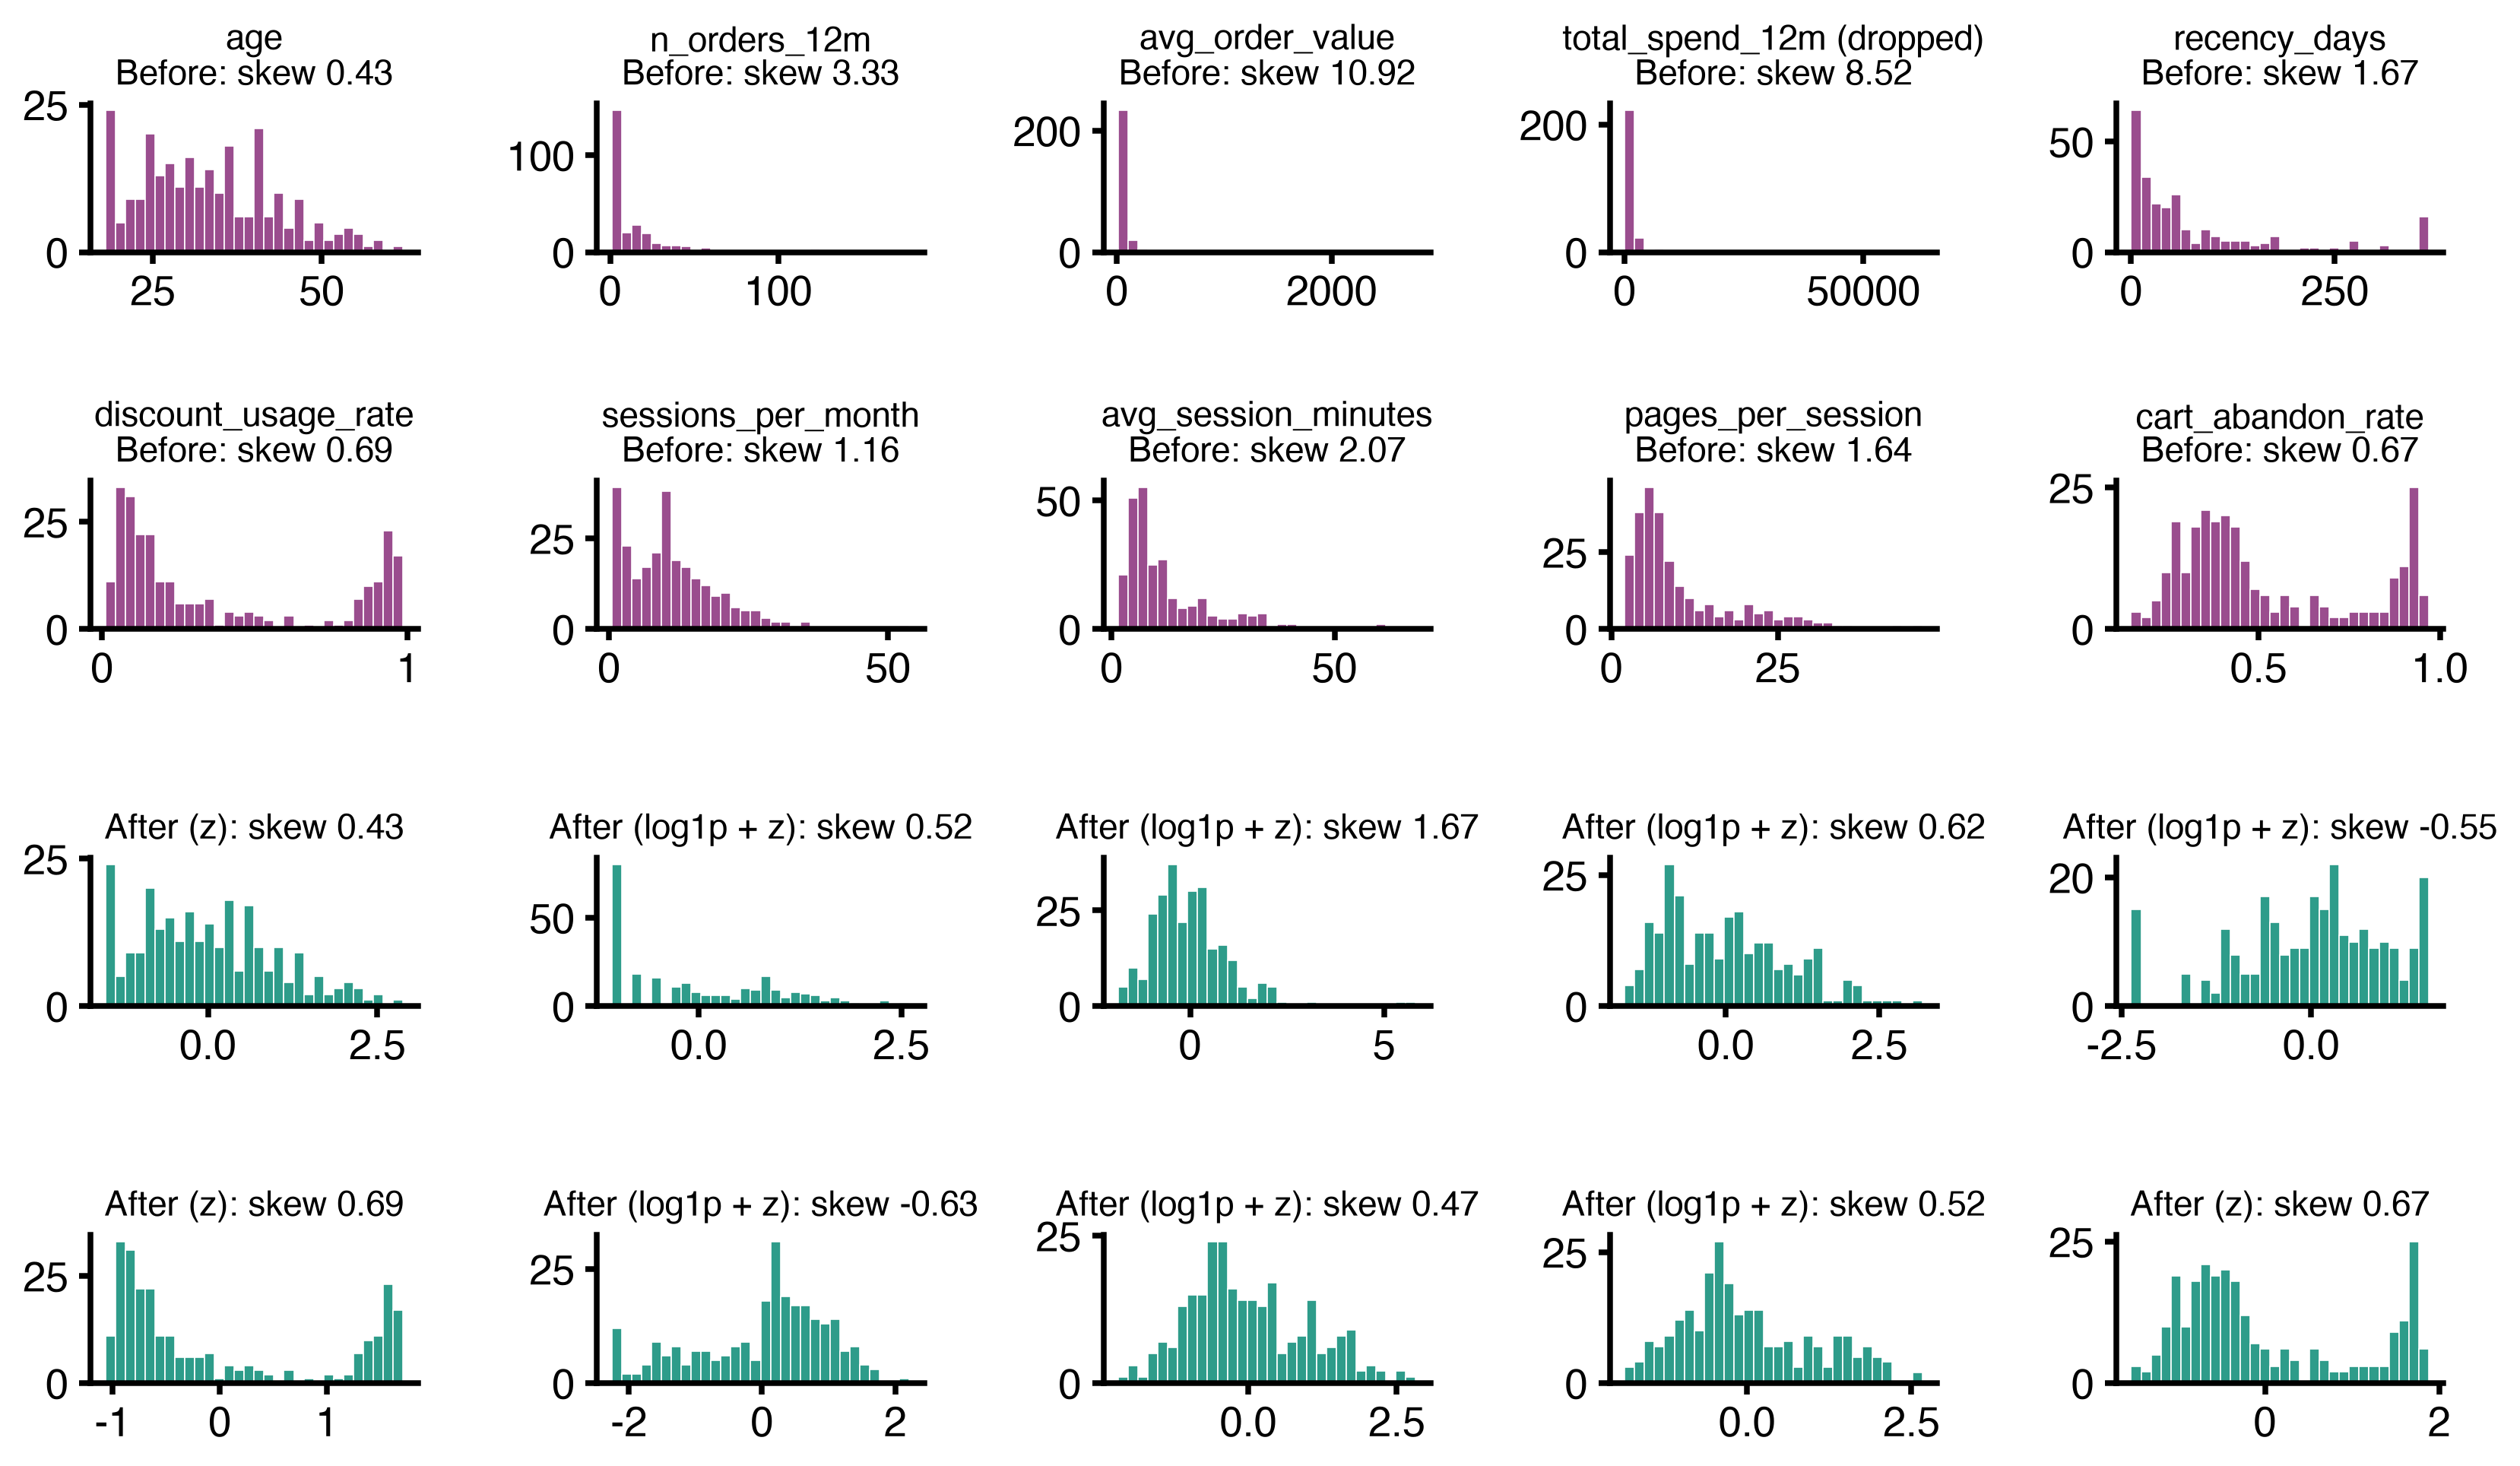 age
Before: skew 0.43
25
0
25 50
n_orders_12m
Before: skew 3.33
100
0
0 100
avg_order_value
Before: skew 10.92
200
0
0 2000
total_spend_12m (dropped)
Before: skew 8.52
200
0
0 50000
recency_days
Before: skew 1.67
50
0
0 250
discount_usage_rate
Before: skew 0.69
25
0
0 1
sessions_per_month
Before: skew 1.16
25
0
0 50
avg_session_minutes
Before: skew 2.07
50
0
0 50
pages_per_session
Before: skew 1.64
25
0
0 25
cart_abandon_rate
Before: skew 0.67
25
0
0.5 1.0
After (z): skew 0.43
25
0
0.0 2.5
After (log1p + z): skew 0.52
50
0
0.0 2.5
After (log1p + z): skew 1.67
25
0
0 5
After (log1p + z): skew 0.62
25
0
0.0 2.5
After (log1p + z): skew -0.55
20
0
-2.5 0.0
After (z): skew 0.69
25
0
-1 0 1
After (log1p + z): skew -0.63
25
0
-2 0 2
After (log1p + z): skew 0.47
25
0
0.0 2.5
After (log1p + z): skew 0.52
25
0
0.0 2.5
After (z): skew 0.67
25
0
0 2